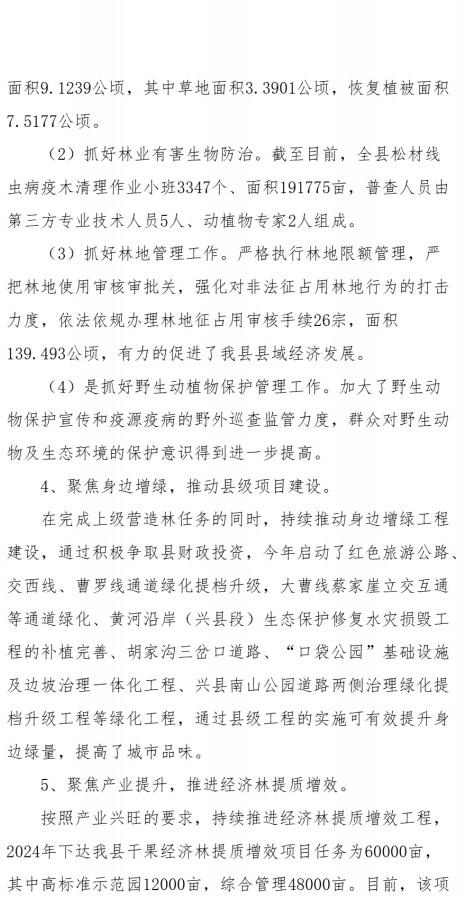 面积9.1239公顷，其中草地面积3.3901公顷，恢复植被面积
7.5177公顷。
（2）抓好林业有害生物防治。截至目前，全县松材线
虫病疫木清理作业小班3347个、面积191775亩，普查人员由
第三方专业技术人员5人、动植物专家2人组成。
（3）抓好林地管理工作。严格执行林地限额管理，严
把林地使用审核审批关，强化对非法征占用林地行为的打击
力度，依法依规办理林地征占用审核手续26宗，面积
139.493公顷，有力的促进了我县县域经济发展。
（4）是抓好野生动植物保护管理工作。加大了野生动
物保护宣传和疫源疫病的野外巡查监管力度，群众对野生动
物及生态环境的保护意识得到进一步提高。
4、聚焦身边增绿，推动县级项目建设。
在完成上级营造林任务的同时，持续推动身边增绿工程
建设，通过积极争取县财政投资，今年启动了红色旅游公路、
交西线、曹罗线通道绿化提档升级，大曹线蔡家崖立交互通
等通道绿化、黄河沿岸（兴县段）生态保护修复水灾损毁工
程的补植完善、胡家沟三岔口道路、“口袋公园”基础设施
及边坡治理一体化工程、兴县南山公园道路两侧治理绿化提
档升级工程等绿化工程，通过县级工程的实施可有效提升身
边绿量，提高了城市品味。
5、聚焦产业提升，推进经济林提质增效。
按照产业兴旺的要求，持续推进经济林提质增效工程，
2024年下达我县干果经济林提质增效项目任务为60000亩，
其中高标准示范园12000亩，综合管理48000亩。目前，该项